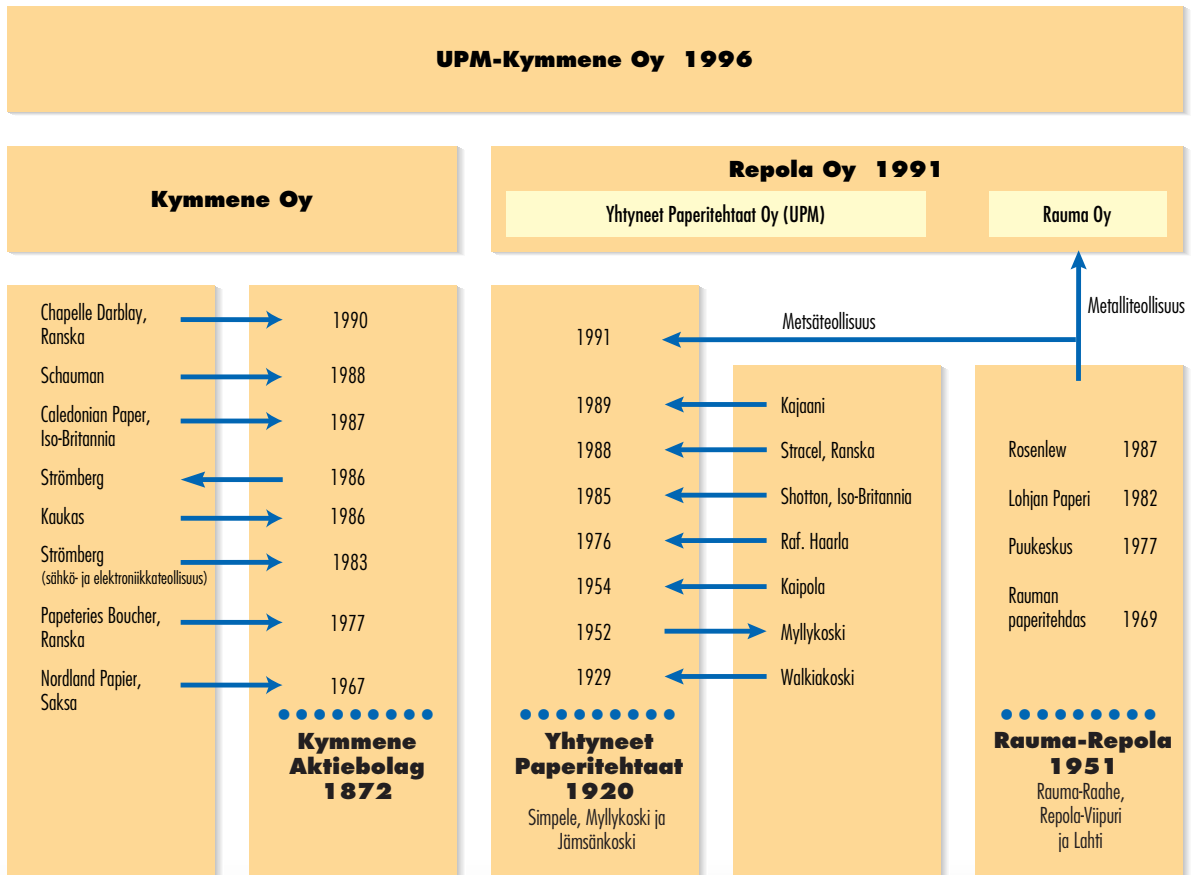 UPM-Kymmene Oy 1996
Kymmene Oy
Repola Oy 1991
Yhtyneet Paperitehtaat Oy (UPM)
Rauma Oy
Chapelle Darblay,
Ranska
1990
Schauman
1988
Caledonian Paper,
Iso-Britannia
1987
Strömberg
1986
Kaukas
1986
Strömberg
(sähkö- ja elektroniikkateollisuus)
1983
Papeteries Boucher,
Ranska
1977
Nordland Papier,
Saksa
1967
Kymmene
Aktiebolag
1872
Metsäteollisuus
Metalliteollisuus
1991
1989
Kajaani
1988
Stracel, Ranska
1985
Shotton, Iso-Britannia
1976
Raf. Haarla
1954
Kaipola
1952
Myllykoski
1929
Walkiakoski
Yhtyneet
Paperitehtaat
1920
Simpele, Myllykoski ja
Jämsänkoski
Rosenlew 1987
Lohjan Paperi 1982
Puukeskus 1977
Rauman
paperitehdas 1969
Rauma-Repola
1951
Rauma-Raahe,
Repola-Viipuri
ja Lahti